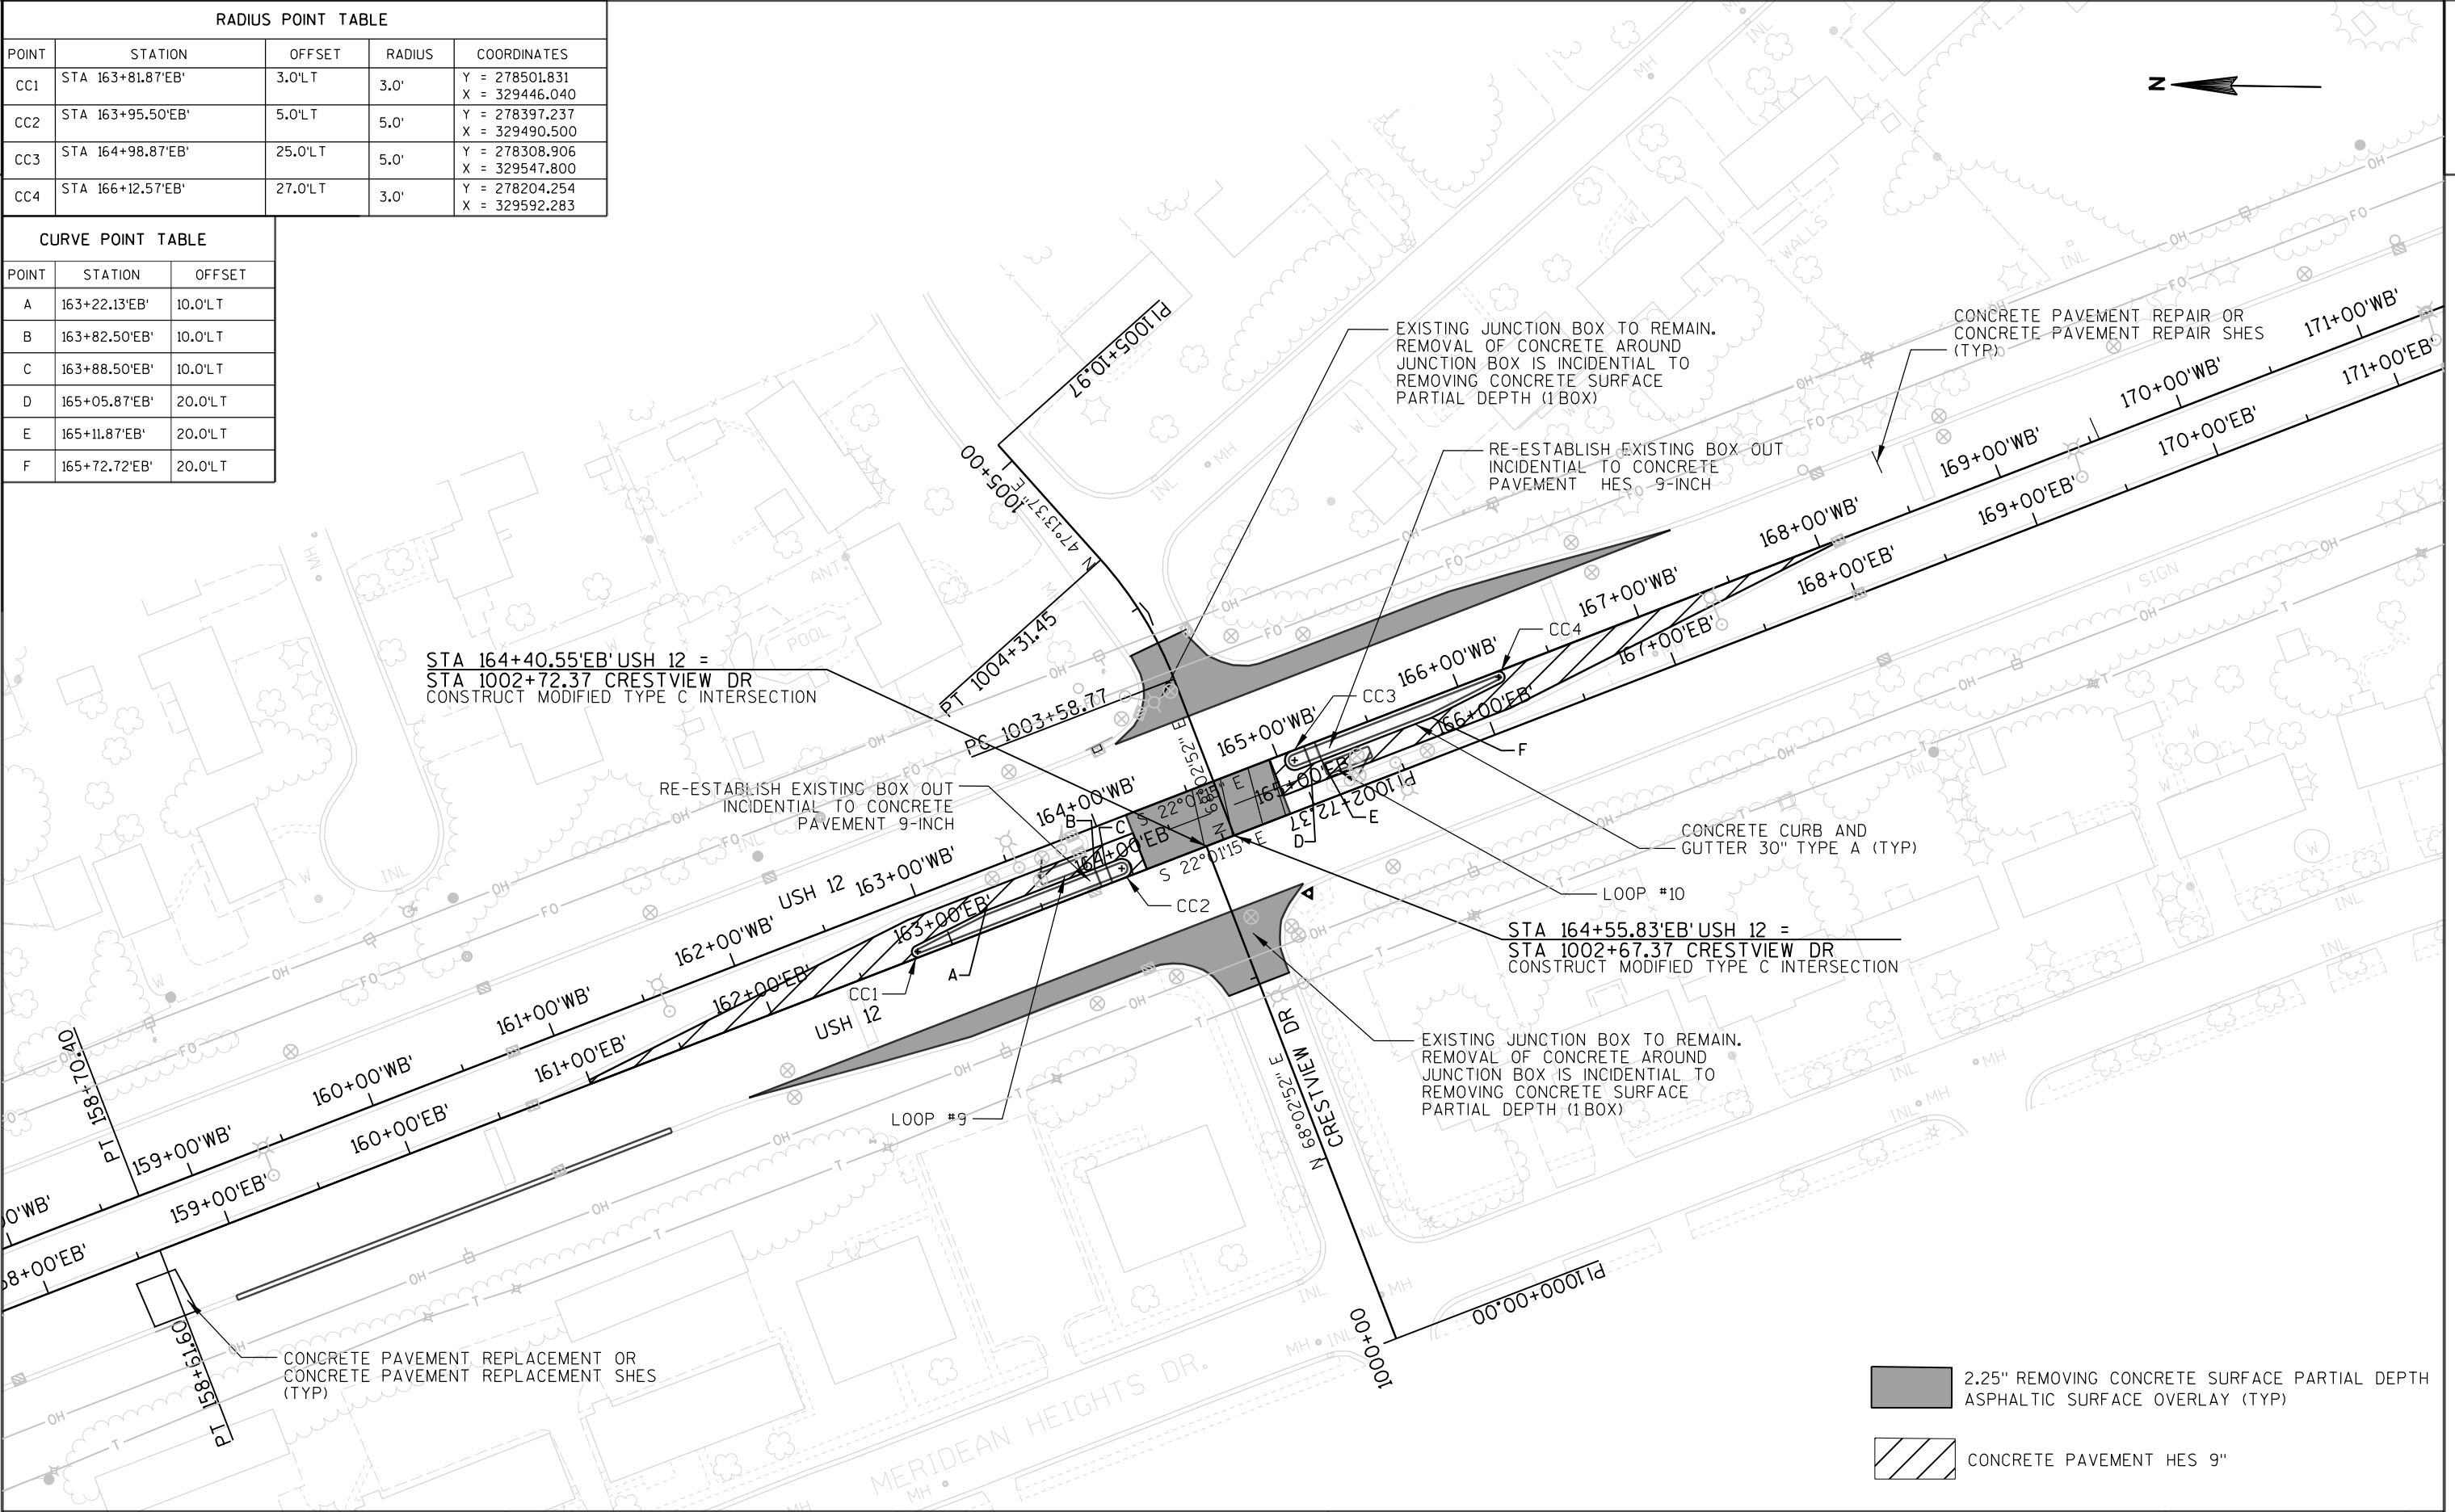 RADIUS POINT TABLE
POINT STATION OFFSET RADIUS COORDINATES
CC1 STA 163+81.87'EB' 3.0'LT 3.0' Y = 278501.831
X = 329446.040
CC2 STA 163+95.50'EB' 5.0'LT 5.0' Y = 278397.237
X = 329490.500
CC3 STA 164+98.87'EB' 25.0'LT 5.0' Y = 278308.906
X = 329547.800
CC4 STA 166+12.57'EB' 27.0'LT 3.0' Y = 278204.254
X = 329592.283
CURVE POINT TABLE
POINT STATION OFFSET
A 163+22.13'EB' 10.0'LT
B 163+82.50'EB' 10.0'LT
C 163+88.50'EB' 10.0'LT
D 165+05.87'EB' 20.0'LT
E 165+11.87'EB' 20.0'LT
F 165+72.72'EB' 20.0'LT
N
EXISTING JUNCTION BOX TO REMAIN.
REMOVAL OF CONCRETE AROUND
JUNCTION BOX IS INCIDENTIAL TO
REMOVING CONCRETE SURFACE
PARTIAL DEPTH (1 BOX)
CONCRETE PAVEMENT REPAIR OR
CONCRETE PAVEMENT REPAIR SHES
(TYP)
RE-ESTABLISH EXISTING BOX OUT
INCIDENTIAL TO CONCRETE
PAVEMENT HES 9-INCH
PI 1005+10.97
1005+00
N 47°13'37" E
PT 1004+31.45
PC 1003+58.77
STA 164+40.55'EB' USH 12 =
STA 1002+72.37 CRESTVIEW DR
CONSTRUCT MODIFIED TYPE C INTERSECTION
RE-ESTABLISH EXISTING BOX OUT
INCIDENTIAL TO CONCRETE
PAVEMENT 9-INCH
171+00'WB'
170+00'WB'
169+00'WB'
168+00'WB'
167+00'WB'
166+00'WB'
165+00'WB'
164+00'WB'
163+00'WB'
162+00'WB'
161+00'WB'
160+00'WB'
159+00'WB'
171+00'EB'
170+00'EB'
169+00'EB'
168+00'EB'
167+00'EB'
166+00'EB'
165+00'EB'
164+00'EB'
163+00'EB'
162+00'EB'
161+00'EB'
160+00'EB'
159+00'EB'
USH 12
USH 12
CC4
CC3
F
E
D
B
C
CC2
A
CC1
S 22°01'15" E
S 22°01'15" E
N 68°02'52" E
PI 1002+72.37
CONCRETE CURB AND
GUTTER 30" TYPE A (TYP)
LOOP #10
STA 164+55.83'EB' USH 12 =
STA 1002+67.37 CRESTVIEW DR
CONSTRUCT MODIFIED TYPE C INTERSECTION
LOOP #9
EXISTING JUNCTION BOX TO REMAIN.
REMOVAL OF CONCRETE AROUND
JUNCTION BOX IS INCIDENTIAL TO
REMOVING CONCRETE SURFACE
PARTIAL DEPTH (1 BOX)
CRESTVIEW DR
N 68°02'52" E
PI 1000+00.00
1000+00
PT 158+70.40
PT 158+61.60
CONCRETE PAVEMENT REPLACEMENT OR
CONCRETE PAVEMENT REPLACEMENT SHES
(TYP)
MERIDEAN HEIGHTS DR.
POOL
ANT.
WALLS
SIGN
2.25" REMOVING CONCRETE SURFACE PARTIAL DEPTH
ASPHALTIC SURFACE OVERLAY (TYP)
CONCRETE PAVEMENT HES 9"